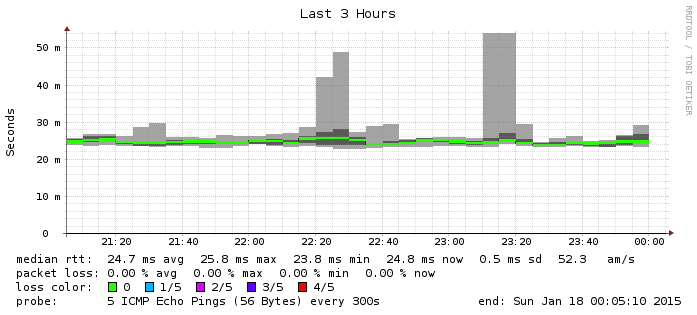 Last 3 Hours
RRDTOOL / TOBI OETIKER
Seconds
50 m
40 m
30 m
20 m
10 m
0
21:20 21:40 22:00 22:20 22:40 23:00 23:20 23:40 00:00
median rtt: 24.7 ms avg 25.8 ms max 23.8 ms min 24.8 ms now 0.5 ms sd 52.3 am/s
packet loss: 0.00 % avg 0.00 % max 0.00 % min 0.00 % now
loss color: 0 1/5 2/5 3/5 4/5
probe: 5 ICMP Echo Pings (56 Bytes) every 300s end: Sun Jan 18 00:05:10 2015